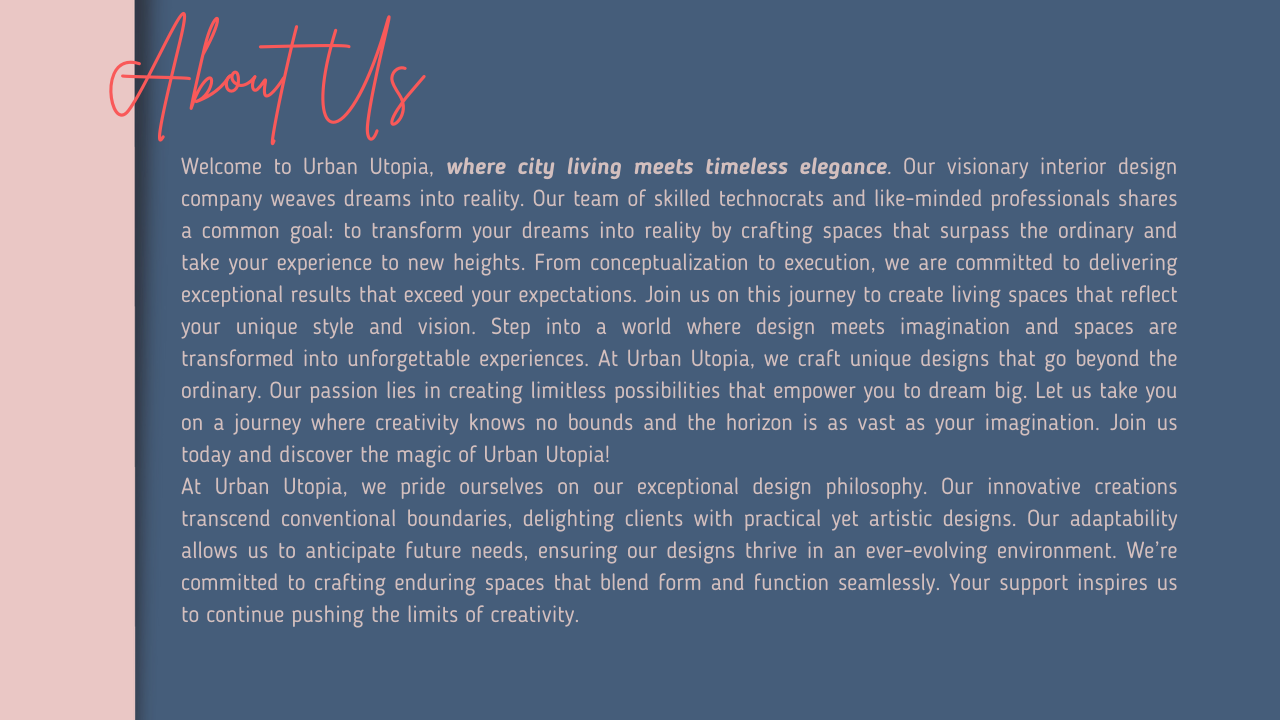 About Us
Welcome to Urban Utopia, where city living meets timeless elegance. Our visionary interior design
company weaves dreams into reality. Our team of skilled technocrats and like-minded professionals shares
a common goal: to transform your dreams into reality by crafting spaces that surpass the ordinary and
take your experience to new heights. From conceptualization to execution, we are committed to delivering
exceptional results that exceed your expectations. Join us on this journey to create living spaces that reflect
your unique style and vision. Step into a world where design meets imagination and spaces are
transformed into unforgettable experiences. At Urban Utopia, we craft unique designs that go beyond the
ordinary. Our passion lies in creating limitless possibilities that empower you to dream big. Let us take you
on a journey where creativity knows no bounds and the horizon is as vast as your imagination. Join us
today and discover the magic of Urban Utopia!
At Urban Utopia, we pride ourselves on our exceptional design philosophy. Our innovative creations
transcend conventional boundaries, delighting clients with practical yet artistic designs. Our adaptability
allows us to anticipate future needs, ensuring our designs thrive in an ever-evolving environment. We're
committed to crafting enduring spaces that blend form and function seamlessly. Your support inspires us
to continue pushing the limits of creativity.